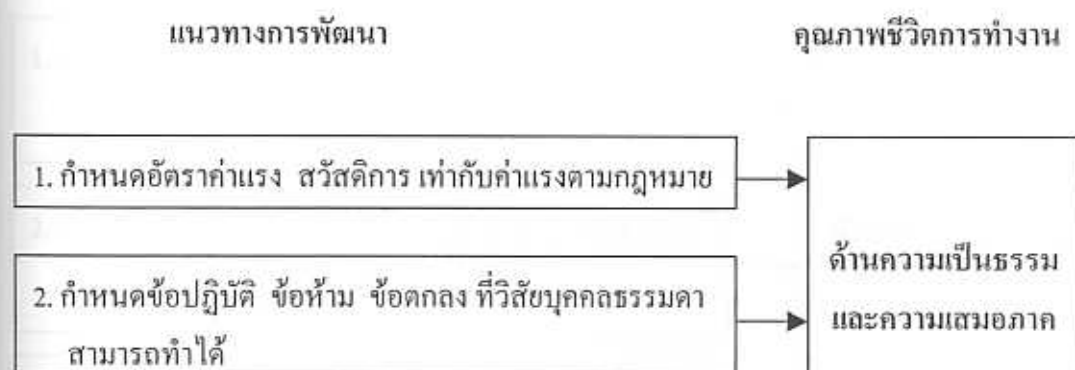 แนวทางการพัฒนา
คุณภาพชีวิตการทำงาน
1. กำหนดอัตราค่าแรง สวัสดิการ เท่ากับค่าแรงตามกฎหมาย
2. กำหนดข้อปฏิบัติ ข้อห้าม ข้อตกลง ที่วิสัยบุคคลธรรมดา
สามารถทำได้
ด้านความเป็นธรรม
และความเสมอภาค